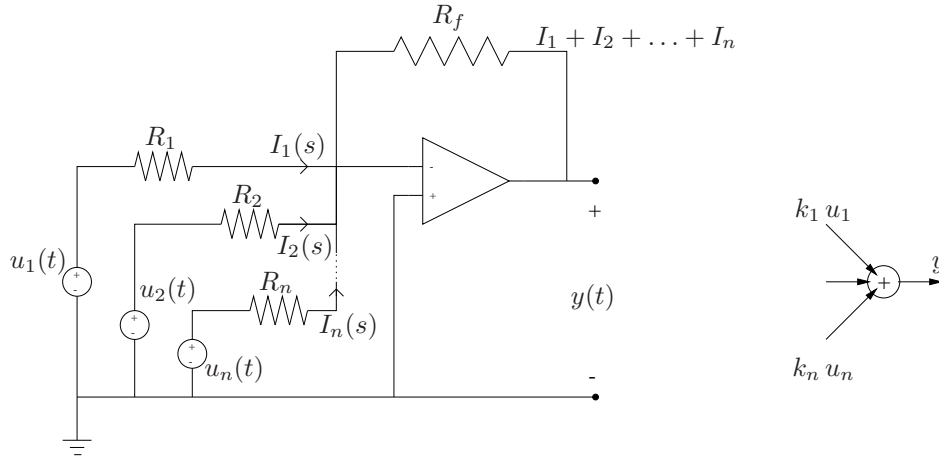 R_f
I_1 + I_2 + … + I_n
R_1
I_1(s)
-
+
R_2
I_2(s)
+
k_1 u_1
u_1(t)
+
-
u_2(t)
+
-
R_n
I_n(s)
y(t)
+
y
u_n(t)
+
-
k_n u_n
-